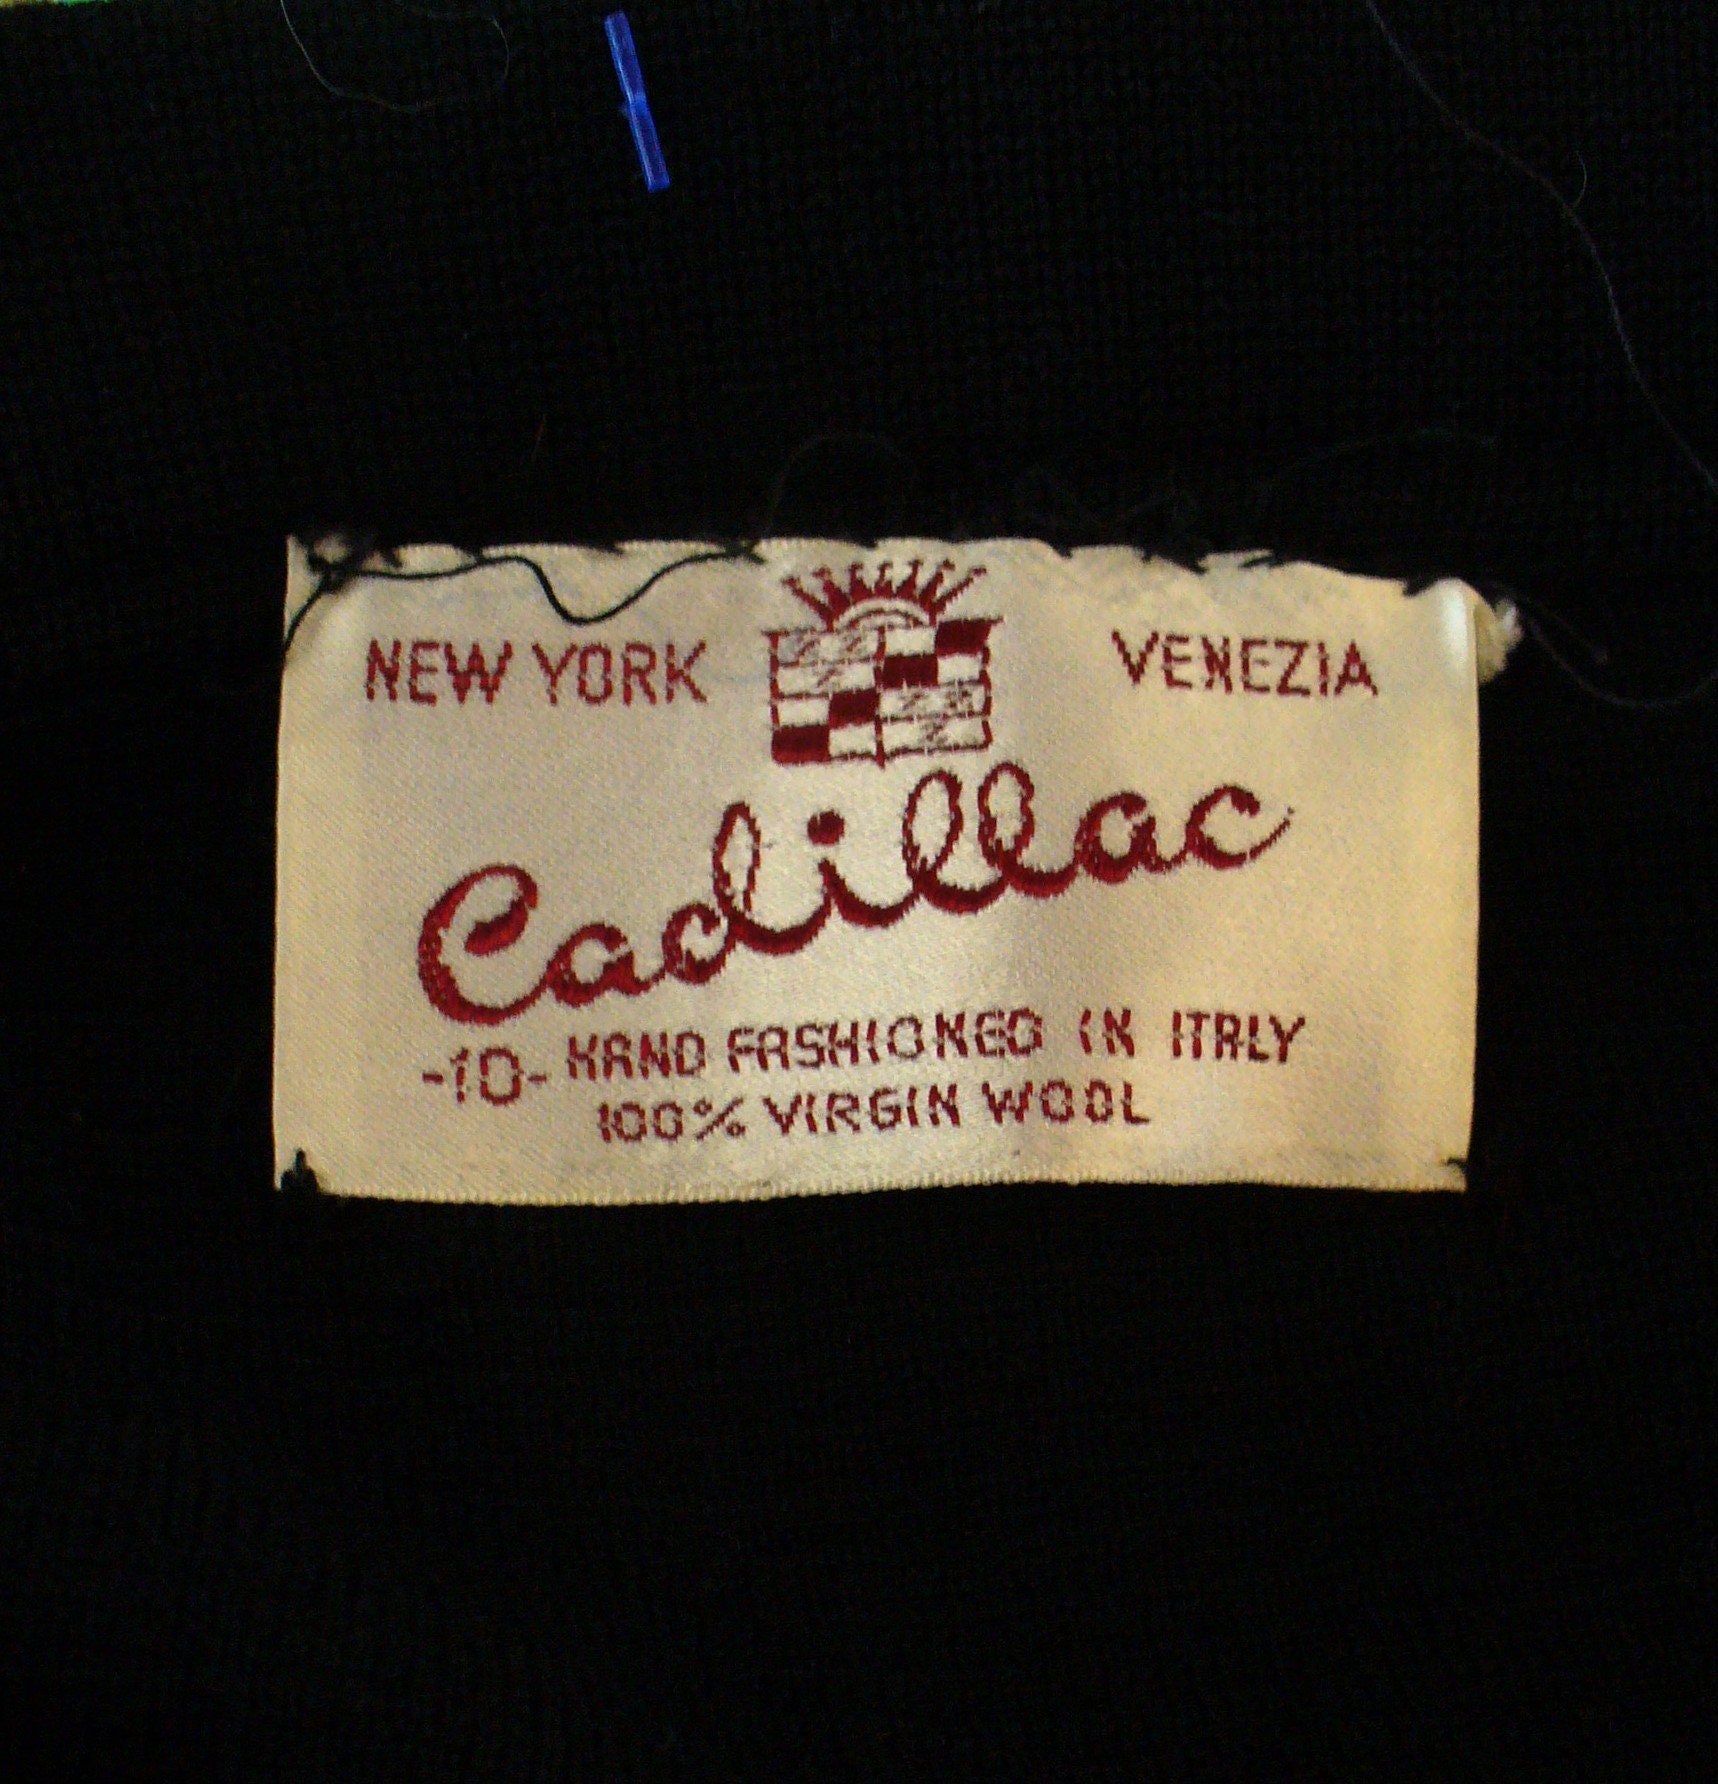 NEW YORK VENEZIA
Cadillac
-10- HAND FASHIONED IN ITALY
100% VIRGIN WOOL